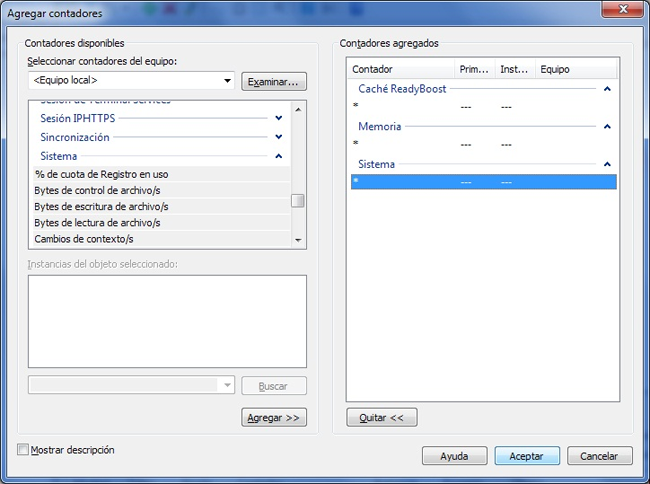 Agregar contadores
Contadores disponibles
Seleccionar contadores del equipo:
<Equipo local>
Examinar...
Sesión de Terminal Services
Sesión IPHTTPS
Sincronización
Sistema
% de cuota de Registro en uso
Bytes de control de archivo/s
Bytes de escritura de archivo/s
Bytes de lectura de archivo/s
Cambios de contexto/s
Instancias del objeto seleccionado:
Buscar
Agregar >>
Mostrar descripción
Contadores agregados
Contador Prim... Inst... Equipo
Caché ReadyBoost
* --- ---
Memoria
* --- ---
Sistema
* --- ---
Quitar <<
Ayuda Aceptar Cancelar